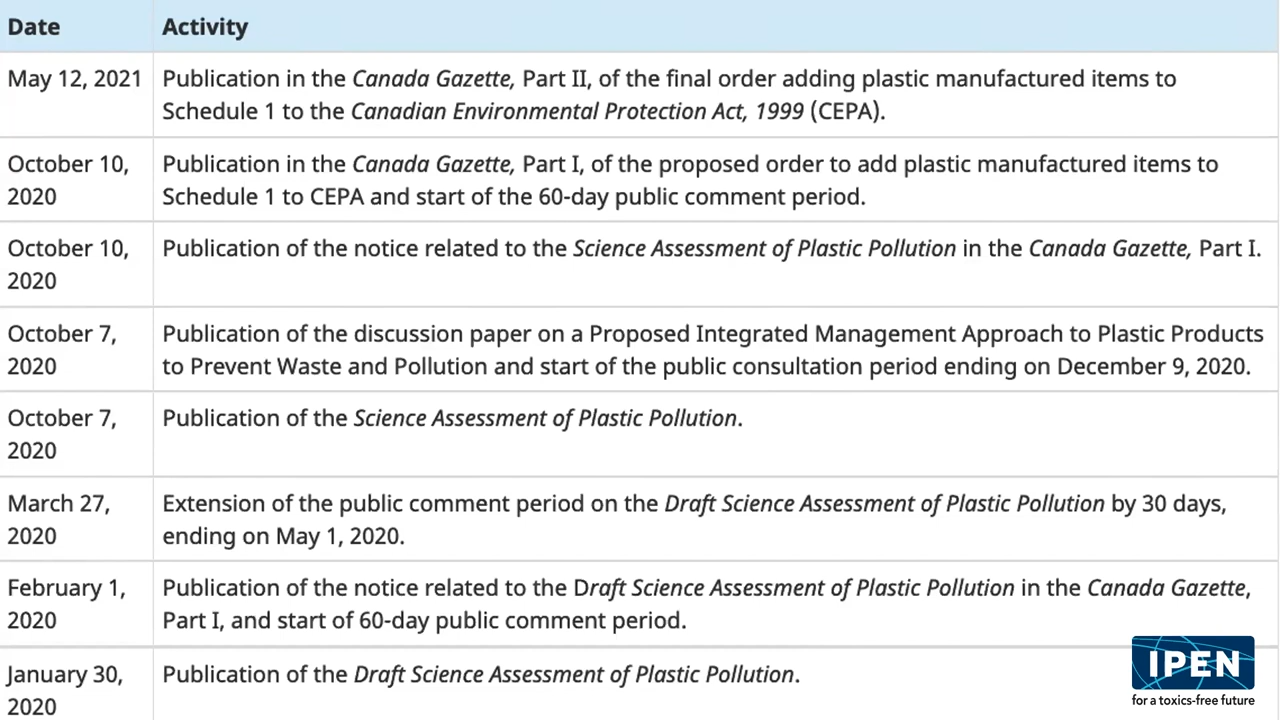 Date Activity
May 12, 2021 Publication in the Canada Gazette, Part II, of the final order adding plastic manufactured items to
Schedule 1 to the Canadian Environmental Protection Act, 1999 (CEPA).
October 10, Publication in the Canada Gazette, Part I, of the proposed order to add plastic manufactured items to
2020 Schedule 1 to CEPA and start of the 60-day public comment period.
October 10, Publication of the notice related to the Science Assessment of Plastic Pollution in the Canada Gazette, Part I.
2020
October 7, Publication of the discussion paper on a Proposed Integrated Management Approach to Plastic Products
2020 to Prevent Waste and Pollution and start of the public consultation period ending on December 9, 2020.
October 7, Publication of the Science Assessment of Plastic Pollution.
2020
March 27, Extension of the public comment period on the Draft Science Assessment of Plastic Pollution by 30 days,
2020 ending on May 1, 2020.
February 1, Publication of the notice related to the Draft Science Assessment of Plastic Pollution in the Canada Gazette,
2020 Part I, and start of 60-day public comment period.
January 30, Publication of the Draft Science Assessment of Plastic Pollution.
2020
IPEN
for a toxics-free future